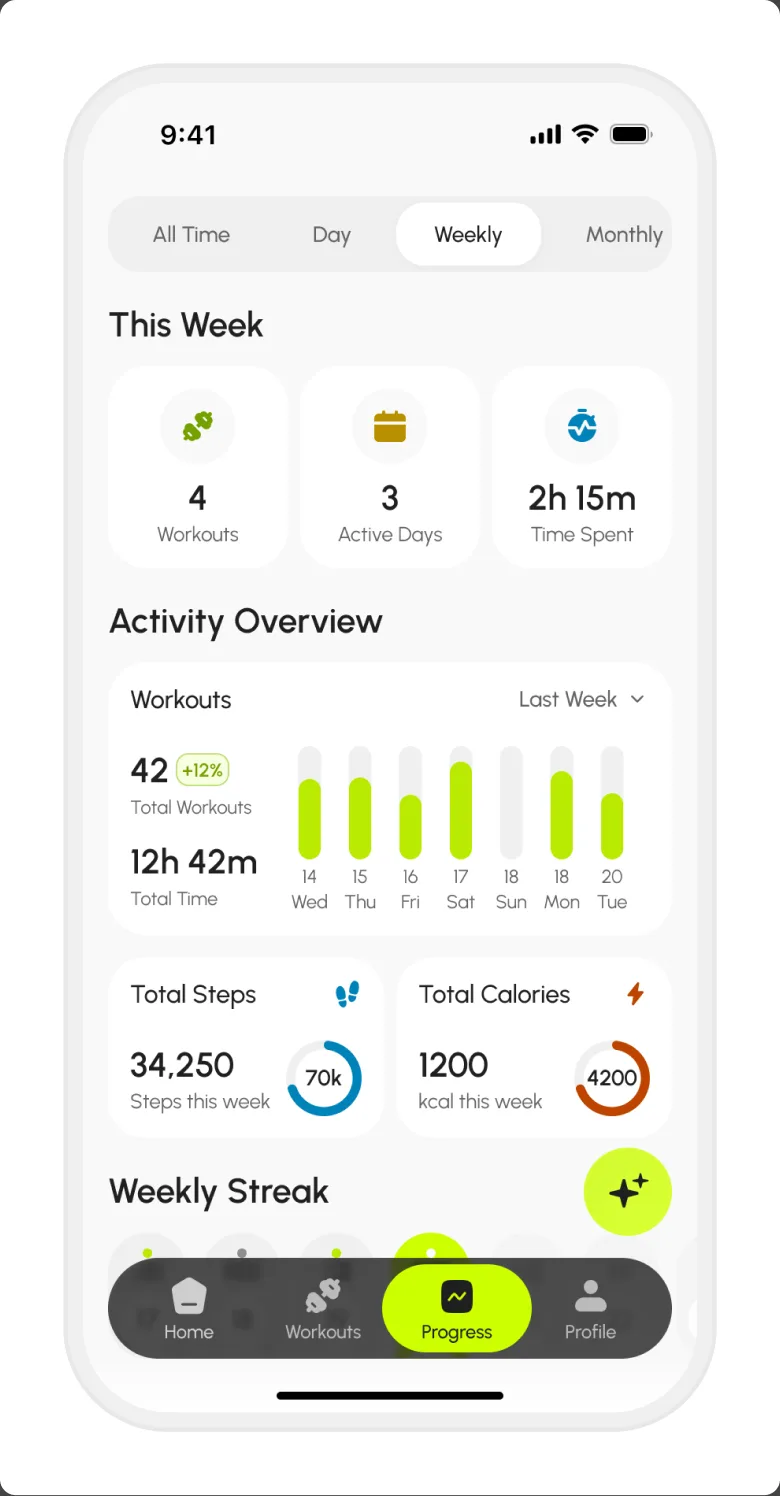 9:41
All Time Day Weekly Monthly
This Week
4 3 2h 15m
Workouts Active Days Time Spent
Activity Overview
Workouts Last Week
42 +12%
Total Workouts
12h 42m
Total Time
14 15 16 17 18 18 20
Wed Thu Fri Sat Sun Mon Tue
Total Steps Total Calories
34,250 70k 1200 4200
Steps this week kcal this week
Weekly Streak
Home Workouts Progress Profile